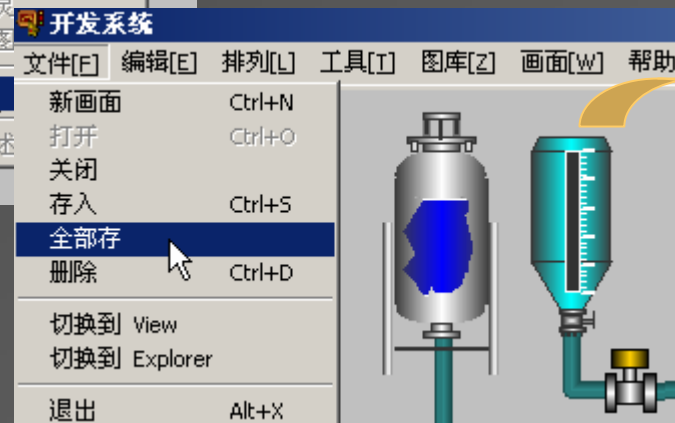 开发系统
文件[F] 编辑[E] 排列[L] 工具[T] 图库[Z] 画面[W] 帮助
新画面 Ctrl+N
打开 Ctrl+O
关闭
存入 Ctrl+S
全部存
删除 Ctrl+D
切换到 View
切换到 Explorer
退出 Alt+X